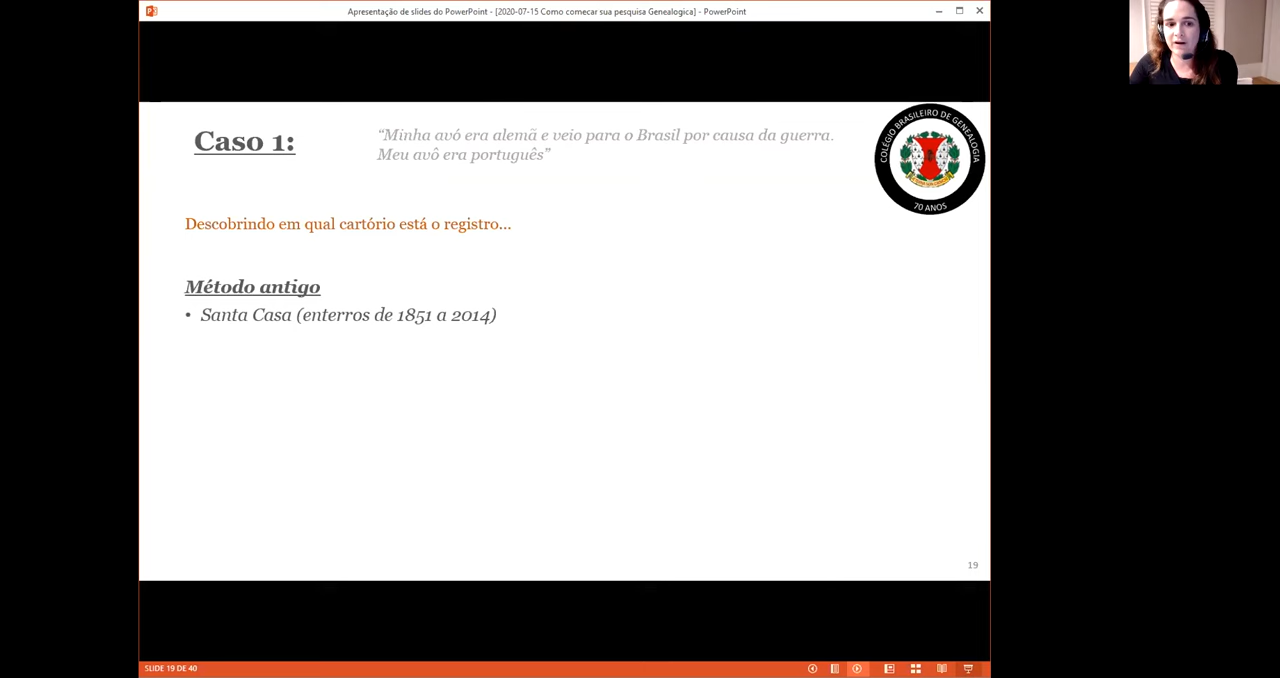 Apresentação de slides do PowerPoint - [2020-07-15 Como comecar sua pesquisa Genealogica] - PowerPoint
Caso 1:
“Minha avó era alemã e veio para o Brasil por causa da guerra.
Meu avô era português”
COLÉGIO BRASILEIRO DE GENEALOGIA
70 ANOS
Descobrindo em qual cartório está o registro...
Método antigo
• Santa Casa (enterros de 1851 a 2014)
19
SLIDE 19 DE 40